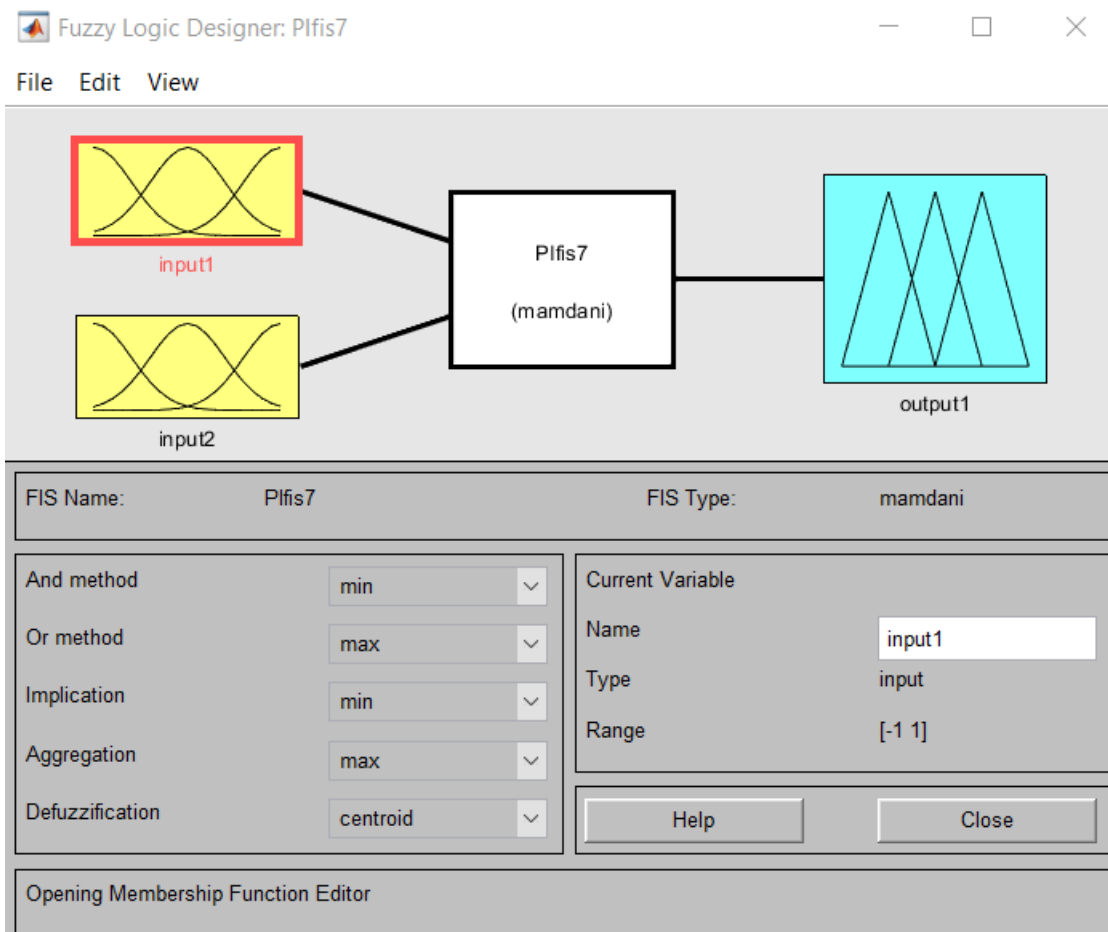 Fuzzy Logic Designer: PIfis7
File Edit View
input1
PIfis7
(mamdani)
output1
input2
FIS Name: PIfis7 FIS Type: mamdani
And method min
Or method max
Implication min
Aggregation max
Defuzzification centroid
Current Variable
Name input1
Type input
Range [-1 1]
Help Close
Opening Membership Function Editor